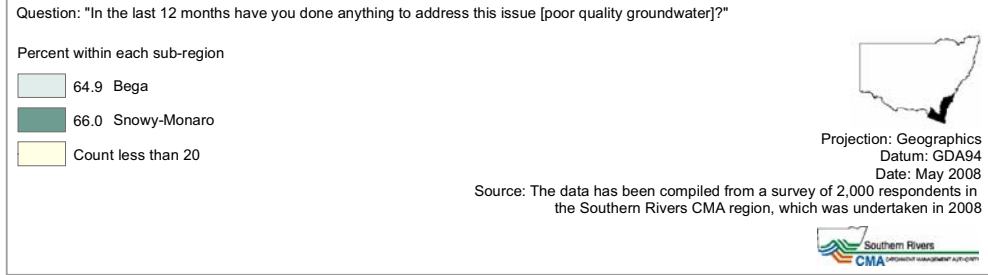 Question: "In the last 12 months have you done anything to address this issue [poor quality groundwater]?"
Percent within each sub-region
64.9 Bega
66.0 Snowy-Monaro
Count less than 20
Projection: Geographics
Datum: GDA94
Date: May 2008
Source: The data has been compiled from a survey of 2,000 respondents in
the Southern Rivers CMA region, which was undertaken in 2008
Southern Rivers
CMA CATCHMENT MANAGEMENT AUTHORITY